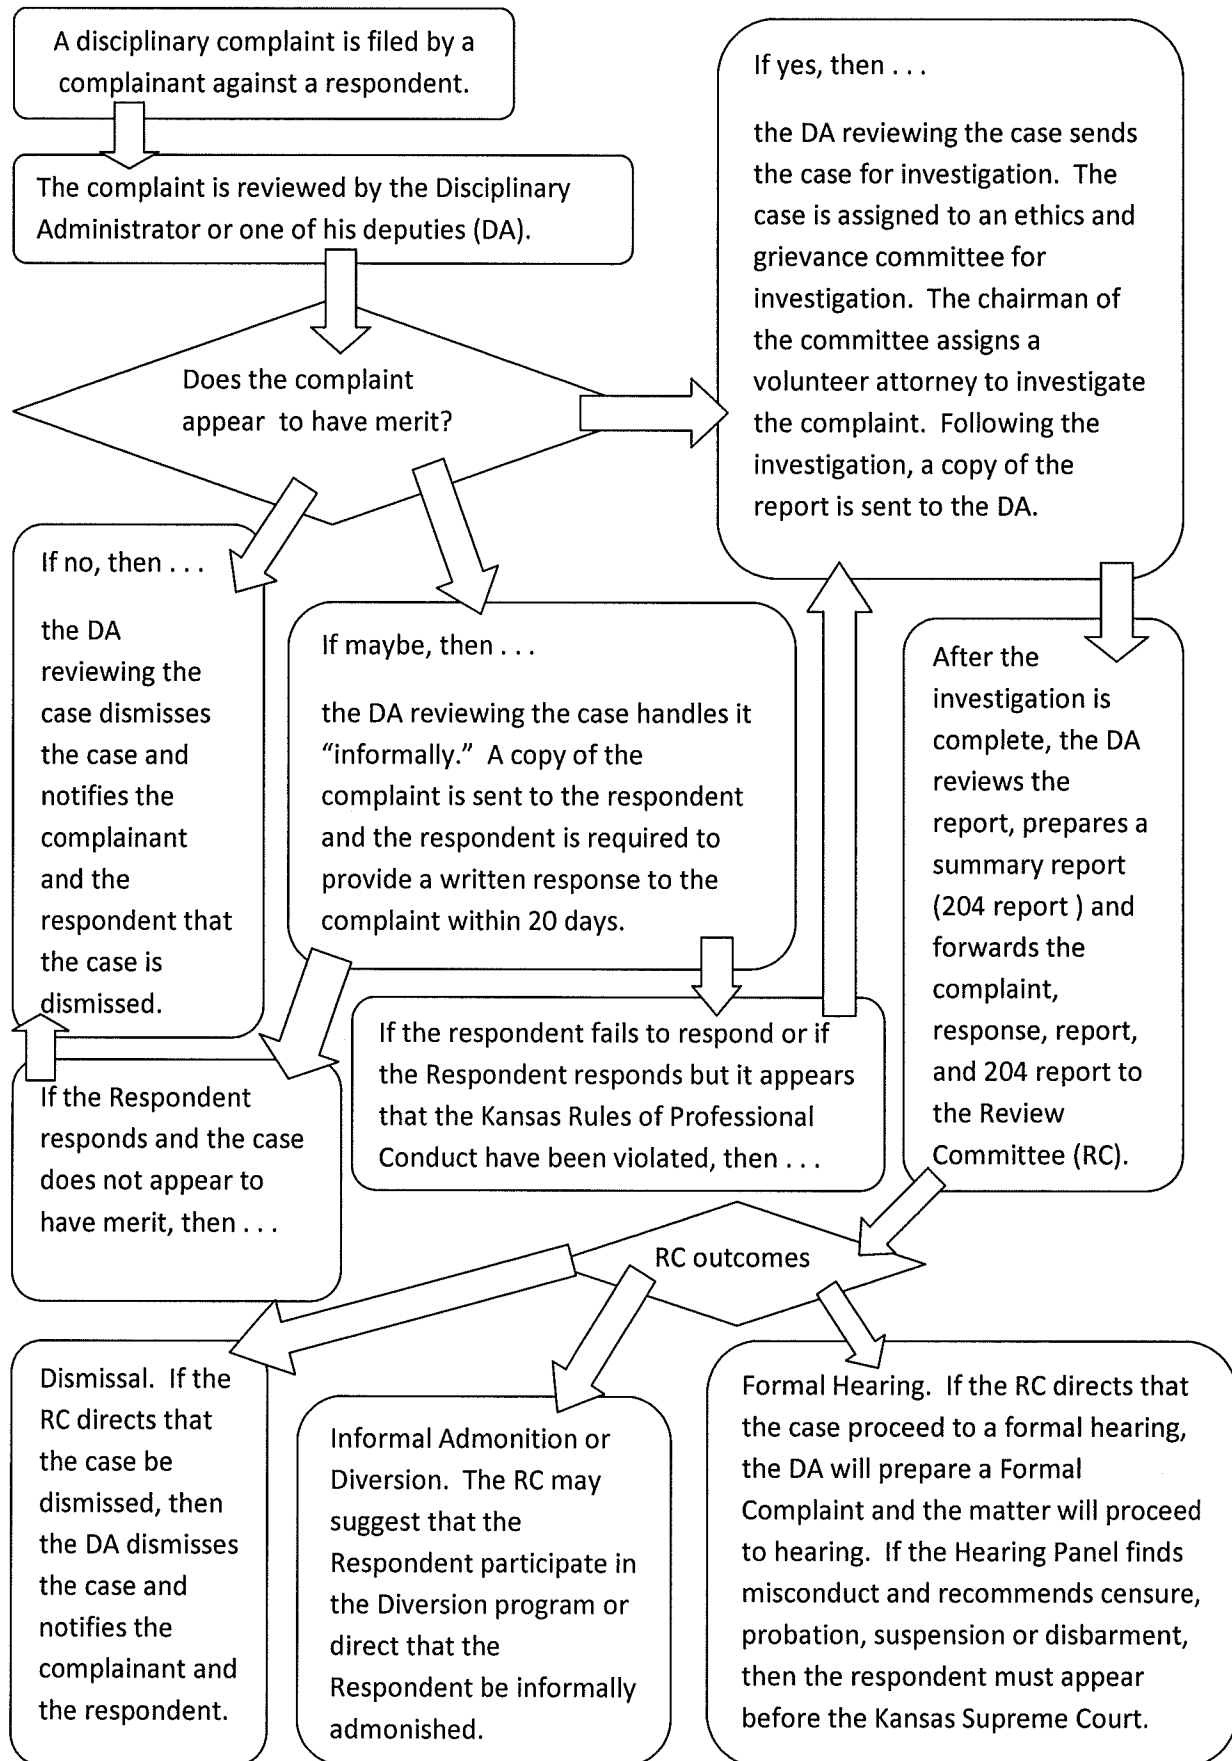 A disciplinary complaint is filed by a
complainant against a respondent.
The complaint is reviewed by the Disciplinary
Administrator or one of his deputies (DA).
Does the complaint
appear  to have merit?
If yes, then . . .
the DA reviewing the case sends
the case for investigation.  The
case is assigned to an ethics and
grievance committee for
investigation.  The chairman of
the committee assigns a
volunteer attorney to investigate
the complaint.  Following the
investigation, a copy of the
report is sent to the DA.
If no, then . . .
the DA
reviewing the
case dismisses
the case and
notifies the
complainant
and the
respondent that
the case is
dismissed.
If maybe, then . . .
the DA reviewing the case handles it
“informally.”  A copy of the
complaint is sent to the respondent
and the respondent is required to
provide a written response to the
complaint within 20 days.
After the
investigation is
complete, the DA
reviews the
report, prepares a
summary report
(204 report ) and
forwards the
complaint,
response, report,
and 204 report to
the Review
Committee (RC).
If the Respondent
responds and the case
does not appear to
have merit, then . . .
If the respondent fails to respond or if
the Respondent responds but it appears
that the Kansas Rules of Professional
Conduct have been violated, then . . .
RC outcomes
Dismissal.  If the
RC directs that
the case be
dismissed, then
the DA dismisses
the case and
notifies the
complainant and
the respondent.
Informal Admonition or
Diversion.  The RC may
suggest that the
Respondent participate in
the Diversion program or
direct that the
Respondent be informally
admonished.
Formal Hearing.  If the RC directs that
the case proceed to a formal hearing,
the DA will prepare a Formal
Complaint and the matter will proceed
to hearing.  If the Hearing Panel finds
misconduct and recommends censure,
probation, suspension or disbarment,
then the respondent must appear
before the Kansas Supreme Court.